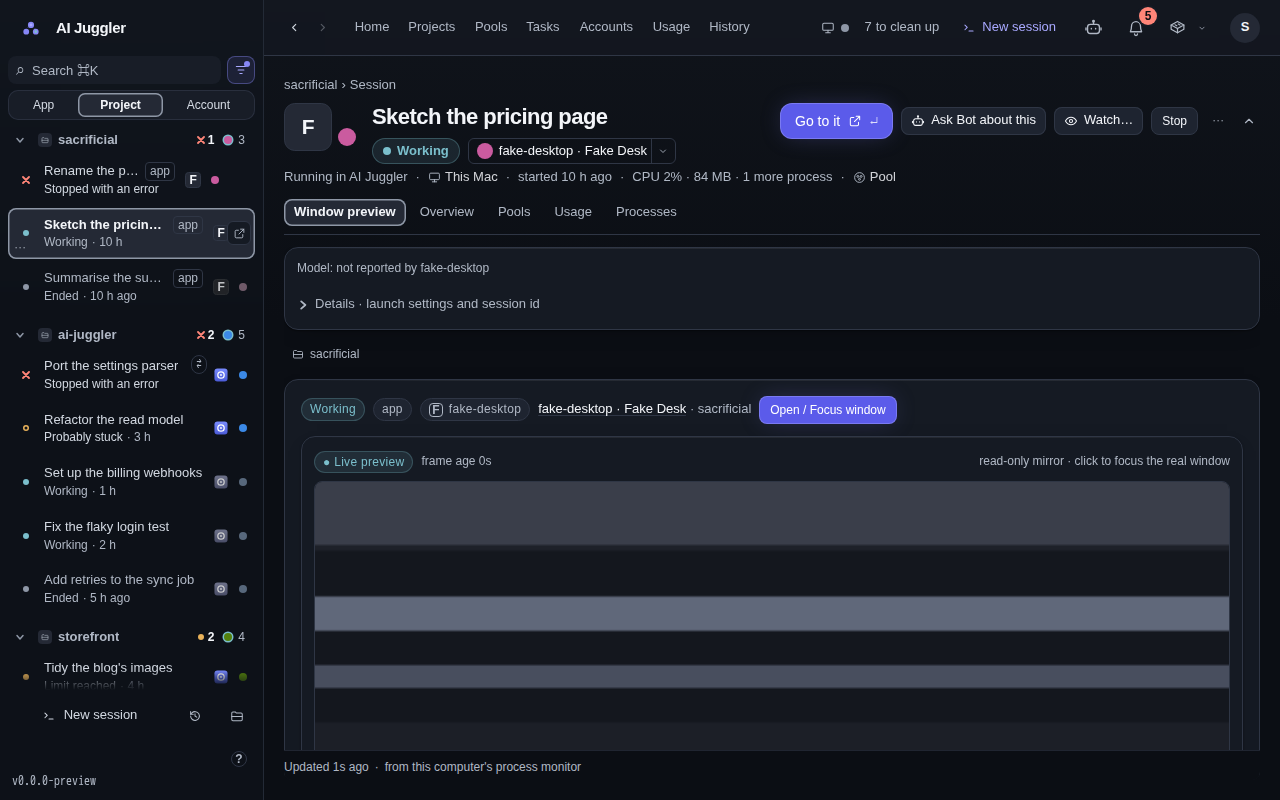 AI Juggler
Search ⌘K
App Project Account
sacrificial 1 3
Rename the p… app F
Stopped with an error
Sketch the pricin… app F
Working · 10 h
Summarise the su… app F
Ended · 10 h ago
ai-juggler 2 5
Port the settings parser
Stopped with an error
Refactor the read model
Probably stuck · 3 h
Set up the billing webhooks
Working · 1 h
Fix the flaky login test
Working · 2 h
Add retries to the sync job
Ended · 5 h ago
storefront 2 4
Tidy the blog's images
Limit reached · 4 h
New session
?
v0.0.0-preview
Home Projects Pools Tasks Accounts Usage History 7 to clean up New session 5 S
sacrificial › Session
F Sketch the pricing page
Working fake-desktop · Fake Desk
Go to it Ask Bot about this Watch… Stop ···
Running in AI Juggler · This Mac · started 10 h ago · CPU 2% · 84 MB · 1 more process · Pool
Window preview Overview Pools Usage Processes
Model: not reported by fake-desktop
Details · launch settings and session id
sacrificial
Working app F fake-desktop fake-desktop · Fake Desk · sacrificial Open / Focus window
Live preview frame age 0s read-only mirror · click to focus the real window
Updated 1s ago · from this computer's process monitor